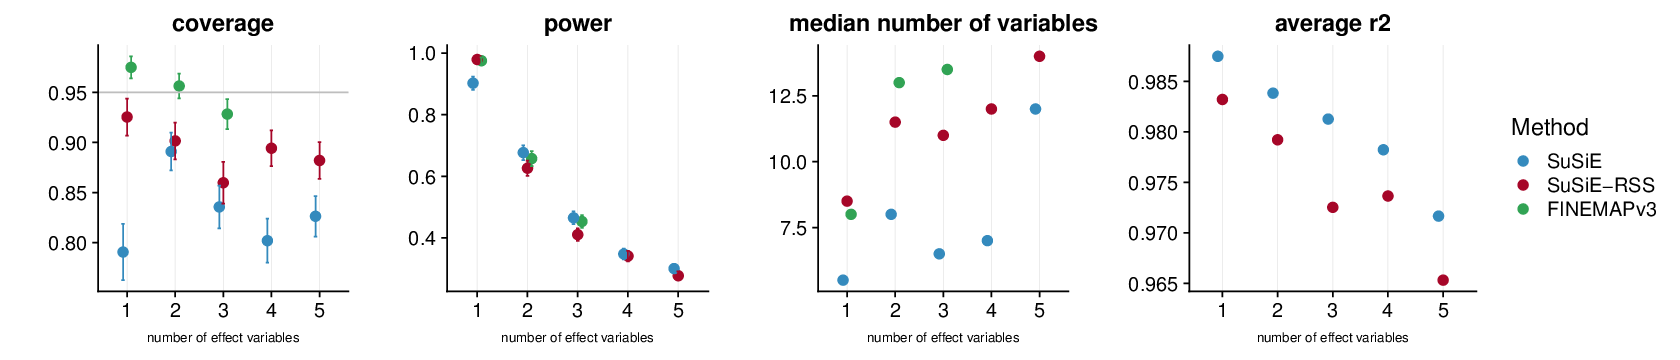 coverage
0.95
0.90
0.85
0.80
1 2 3 4 5
number of effect variables
power
1.0
0.8
0.6
0.4
1 2 3 4 5
number of effect variables
median number of variables
12.5
10.0
7.5
1 2 3 4 5
number of effect variables
average r2
0.985
0.980
0.975
0.970
0.965
1 2 3 4 5
number of effect variables
Method
SuSiE
SuSiE−RSS
FINEMAPv3